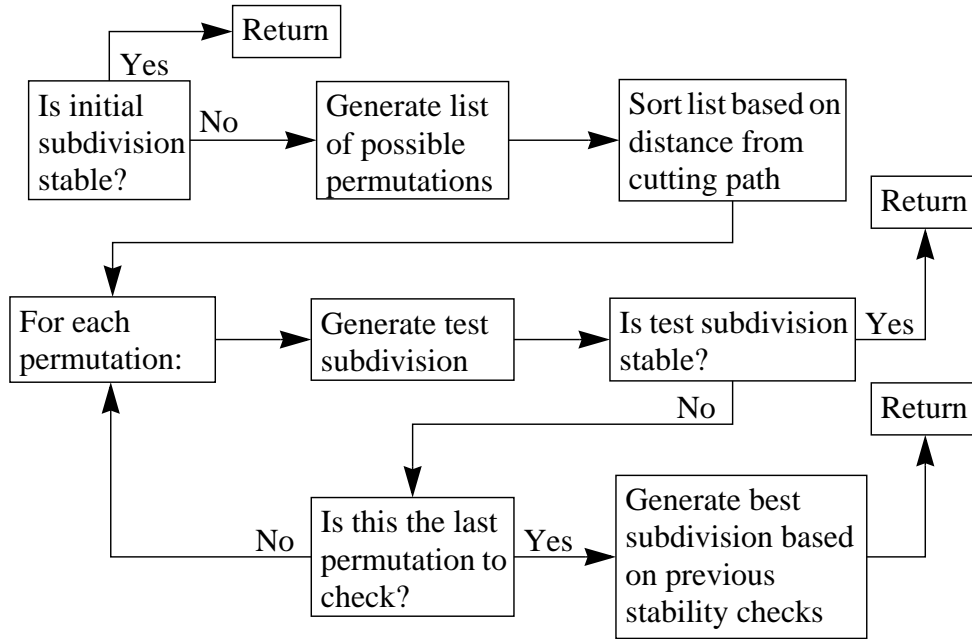 Return
Yes
Is initial
subdivision
stable?
No
Generate list
of possible
permutations
Sort list based on
distance from
cutting path
Return
For each
permutation:
Generate test
subdivision
Is test subdivision
stable?
Yes
No
Return
Is this the last
permutation to
check?
No
Yes
Generate best
subdivision based
on previous
stability checks